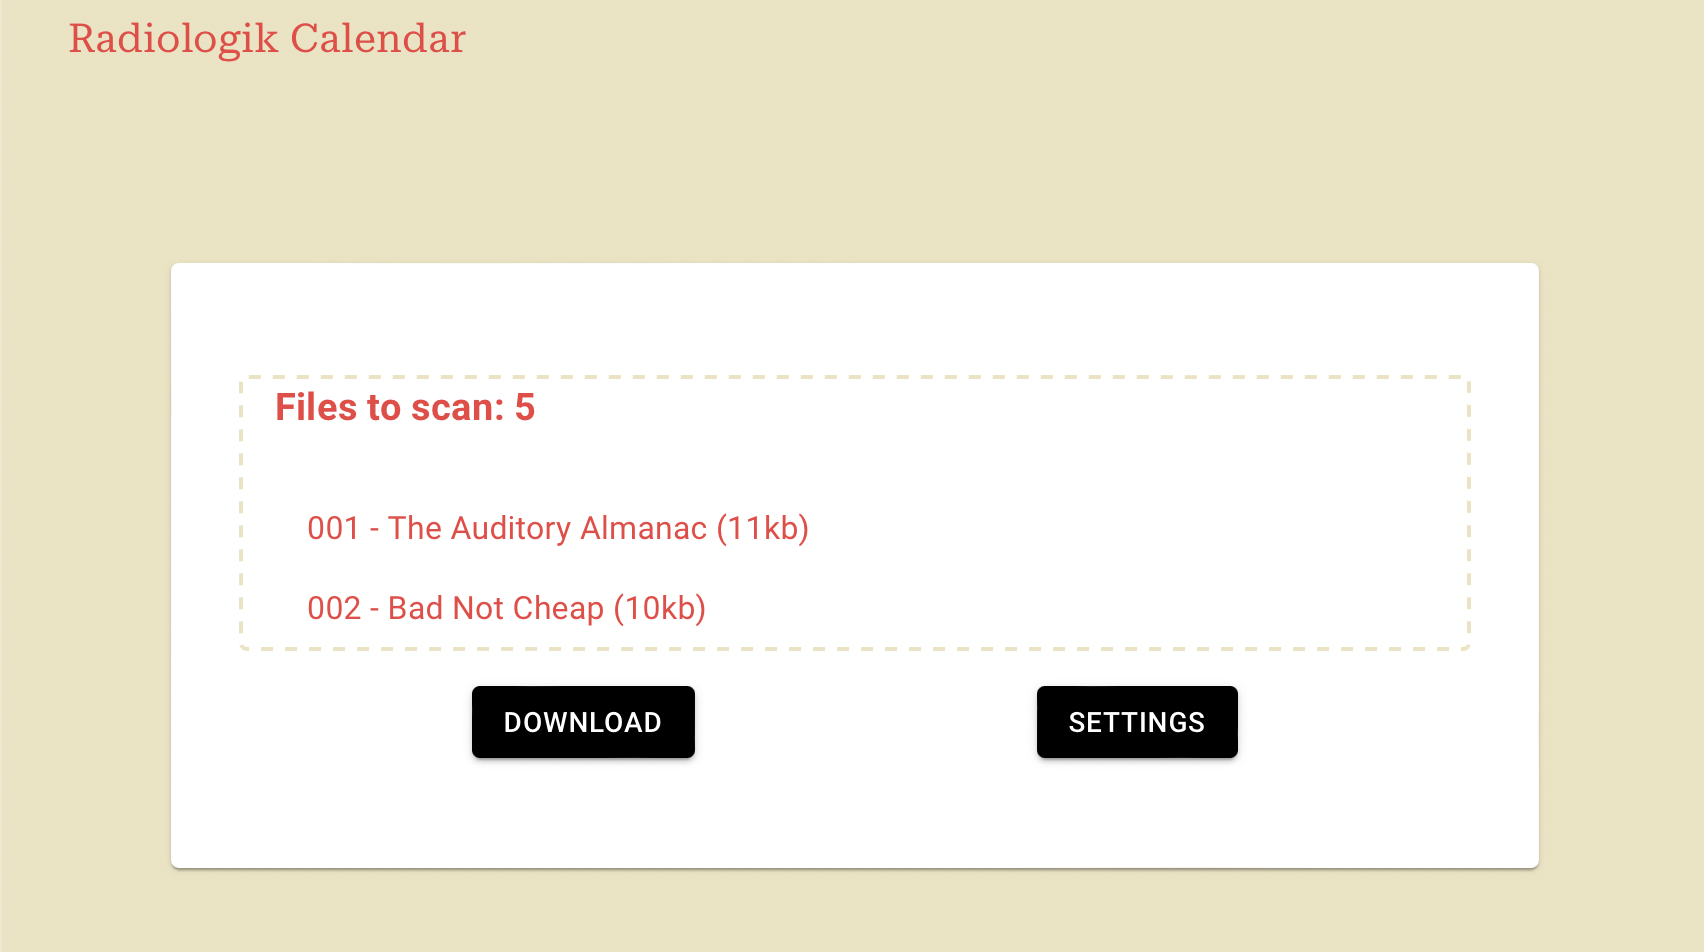 Radiologik Calendar
Files to scan: 5
001 - The Auditory Almanac (11kb)
002 - Bad Not Cheap (10kb)
DOWNLOAD
SETTINGS